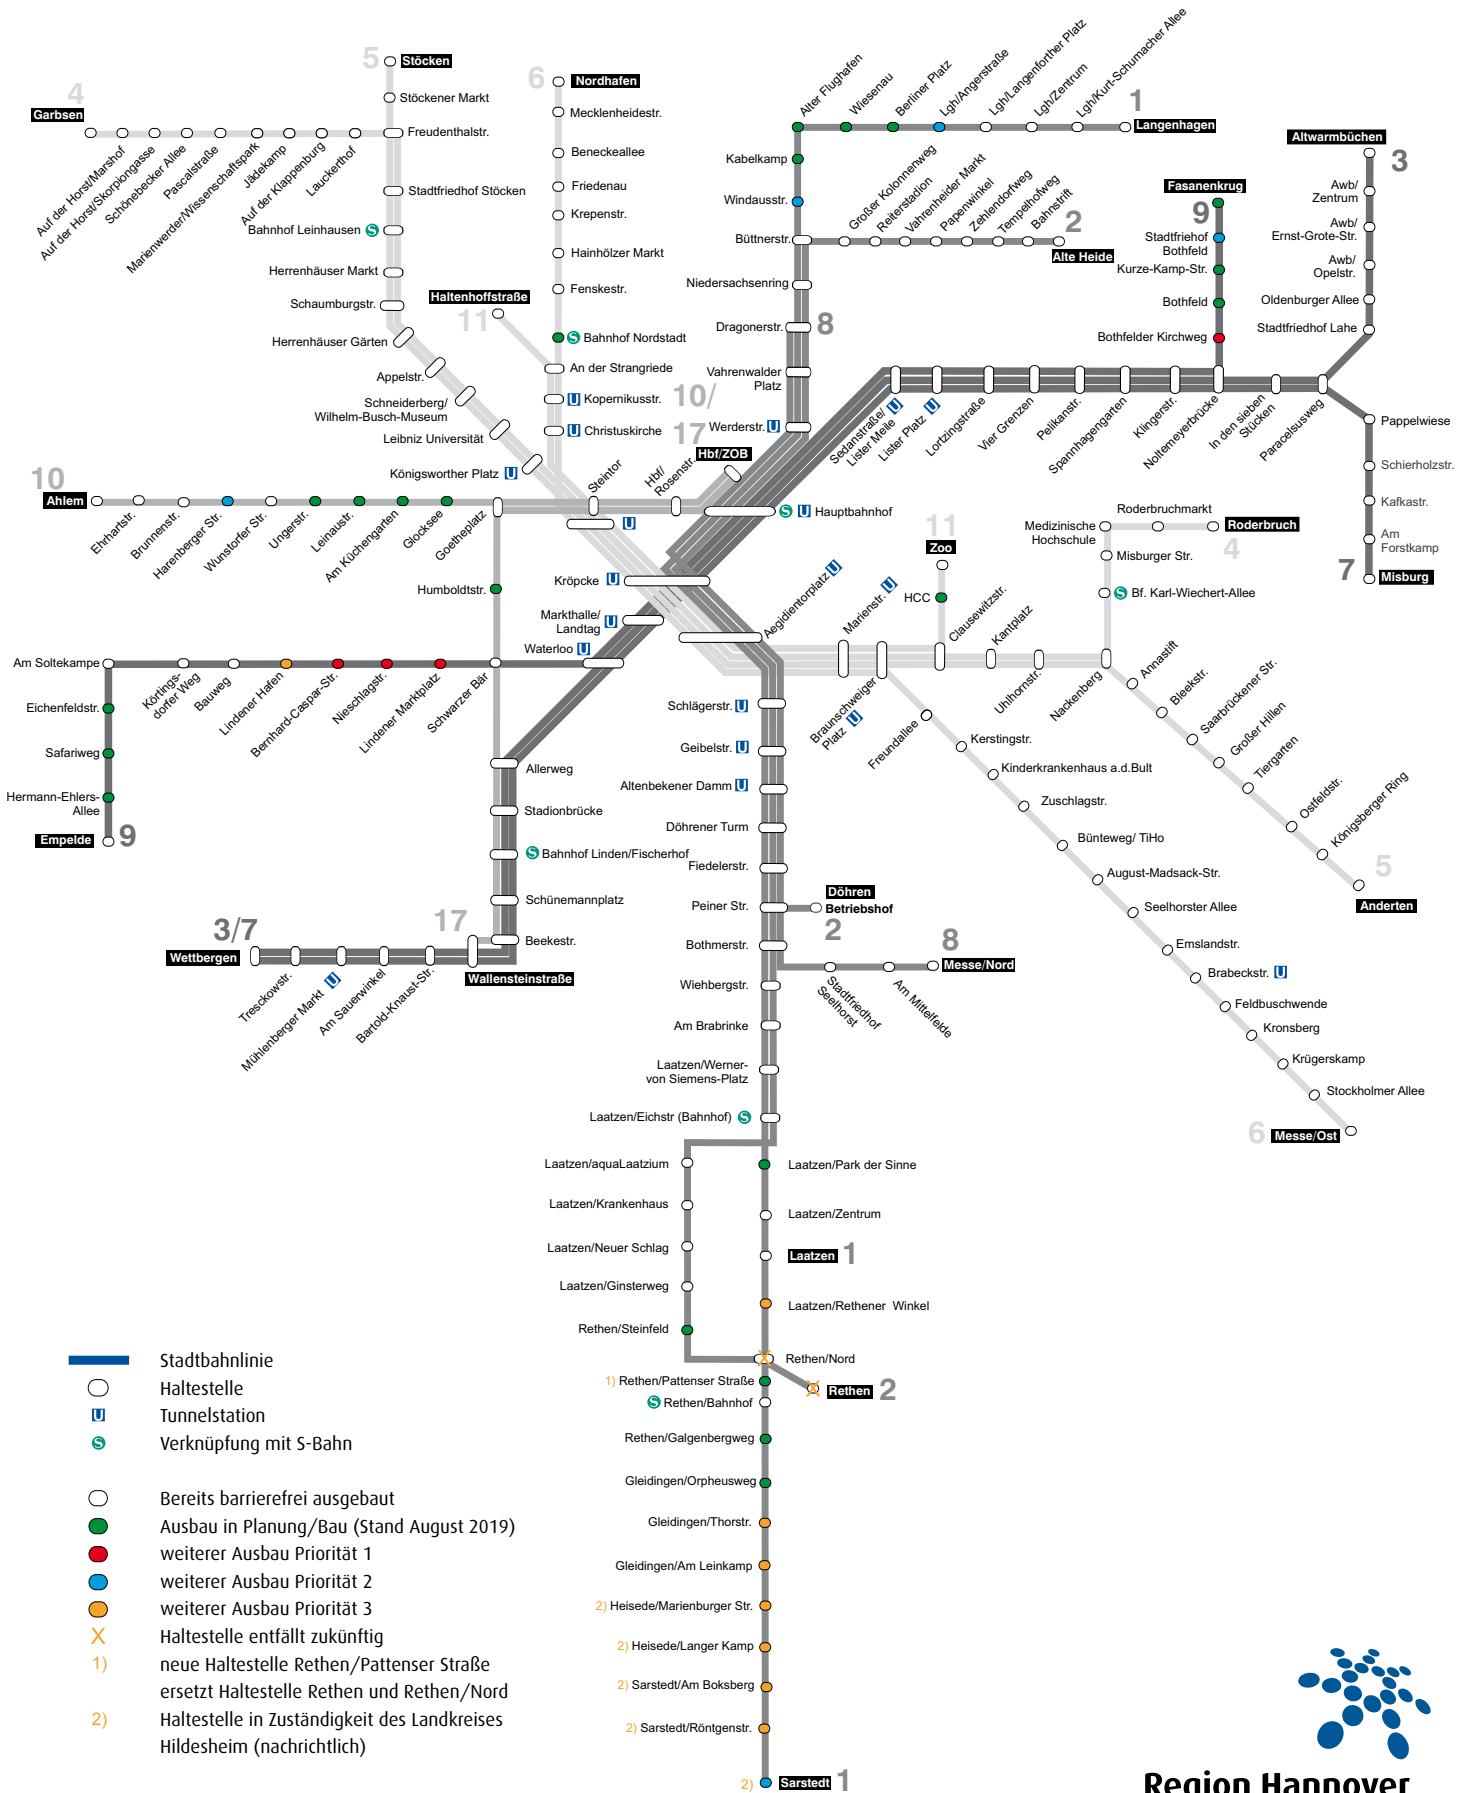 5
Stöcken
Stöckener Markt
4
Garbsen
Freudenthalstr.
Auf der Horst/Marshof
Auf der Horst/Skorpiongasse
Schönebecker Allee
Pascalstraße
Marienwerder/Wissenschaftspark
Jädekamp
Auf der Klappenburg
Lauckerthof
Stadtfriedhof Stöcken
Bahnhof Leinhausen S
Herrenhäuser Markt
Schaumburgstr.
Herrenhäuser Gärten
Appelstr.
Schneiderberg/
Wilhelm-Busch-Museum
Leibniz Universität
Königsworther Platz U
6
Nordhafen
Mecklenheidestr.
Beneckeallee
Friedenau
Krepenstr.
Hainhölzer Markt
Fenskestr.
S Bahnhof Nordstadt
An der Strangriede
U Kopernikusstr.
U Christuskirche
Haltenhoffstraße
11
10/
17
Hbf/ZOB
Alter Flughafen
Wiesenau
Berliner Platz
Lgh/Angerstraße
Lgh/Langenforther Platz
Lgh/Zentrum
Lgh/Kurt-Schumacher Allee
1
Langenhagen
Kabelkamp
Windausstr.
Büttnerstr.
Großer Kolonnenweg
Reiterstadion
Vahrenheider Markt
Papenwinkel
Zehlendorfweg
Tempelhofweg
Bahnstrift
2
Alte Heide
Niedersachsenring
Dragonerstr.
8
Vahrenwalder
Platz
Werderstr. U
Fasanenkrug
9
Stadtfriehof
Bothfeld
Kurze-Kamp-Str.
Bothfeld
Bothfelder Kirchweg
Altwarmbüchen
3
Awb/
Zentrum
Awb/
Ernst-Grote-Str.
Awb/
Opelstr.
Oldenburger Allee
Stadtfriedhof Lahe
Sedanstraße/
Lister Meile U
Lister Platz U
Lortzingstraße
Vier Grenzen
Pelikanstr.
Spannhagengarten
Klingerstr.
Noltemeyerbrücke
In den sieben
Stücken
Paracelsusweg
Pappelwiese
Schierholzstr.
Kafkastr.
Am
Forstkamp
7
Misburg
10
Ahlem
Ehrhartstr.
Brunnenstr.
Harenberger Str.
Wunstorfer Str.
Ungerstr.
Leinaustr.
Am Küchengarten
Glocksee
Goetheplatz
Steintor
U
Hbf/
Rosenstr.
S U Hauptbahnhof
Humboldtstr.
Kröpcke U
Markthalle/
Landtag U
Waterloo U
Aegidientorplatz U
Marienstr. U
11
Zoo
HCC
Clausewitzstr.
Kantplatz
Medizinische
Hochschule
Roderbruchmarkt
Roderbruch
4
Misburger Str.
S Bf. Karl-Wiechert-Allee
Braunschweiger
Platz U
Uhlhornstr.
Nackenberg
Annastift
Bleekstr.
Saarbrückener Str.
Großer Hillen
Tiergarten
Ostfeldstr.
Königsberger Ring
5
Anderten
Freundallee
Kerstingstr.
Kinderkrankenhaus a.d.Bult
Zuschlagstr.
Bünteweg/ TiHo
August-Madsack-Str.
Seelhorster Allee
Emslandstr.
Brabeckstr. U
Feldbuschwende
Kronsberg
Krügerskamp
Stockholmer Allee
6
Messe/Ost
Am Soltekampe
Körtings-
dorfer Weg
Bauweg
Lindener Hafen
Bernhard-Caspar-Str.
Nieschlagstr.
Lindener Marktplatz
Schwarzer Bär
Eichenfeldstr.
Safariweg
Hermann-Ehlers-
Allee
Empelde
9
Allerweg
Stadionbrücke
S Bahnhof Linden/Fischerhof
Schünemannplatz
17
Beekestr.
Wallensteinstraße
3/7
Wettbergen
Tresckowstr.
Mühlenberger Markt U
Am Sauerwinkel
Bartold-Knaust-Str.
Schlägerstr. U
Geibelstr. U
Altenbekener Damm U
Döhrener Turm
Fiedelerstr.
Peiner Str.
Döhren
Betriebshof
2
Bothmerstr.
8
Messe/Nord
Stadtfriedhof
Seelhorst
Am Mittelfelde
Wiehbergstr.
Am Brabrinke
Laatzen/Werner-
von Siemens-Platz
Laatzen/Eichstr (Bahnhof) S
Laatzen/aquaLaatzium
Laatzen/Krankenhaus
Laatzen/Neuer Schlag
Laatzen/Ginsterweg
Rethen/Steinfeld
Laatzen/Park der Sinne
Laatzen/Zentrum
Laatzen 1
Laatzen/Rethener Winkel
Rethen/Nord
1) Rethen/Pattenser Straße
Rethen 2
S Rethen/Bahnhof
Rethen/Galgenbergweg
Gleidingen/Orpheusweg
Gleidingen/Thorstr.
Gleidingen/Am Leinkamp
2) Heisede/Marienburger Str.
2) Heisede/Langer Kamp
2) Sarstedt/Am Boksberg
2) Sarstedt/Röntgenstr.
2) Sarstedt 1
Stadtbahnlinie
Haltestelle
U Tunnelstation
S Verknüpfung mit S-Bahn
Bereits barrierefrei ausgebaut
Ausbau in Planung/Bau (Stand August 2019)
weiterer Ausbau Priorität 1
weiterer Ausbau Priorität 2
weiterer Ausbau Priorität 3
X Haltestelle entfällt zukünftig
1) neue Haltestelle Rethen/Pattenser Straße
ersetzt Haltestelle Rethen und Rethen/Nord
2) Haltestelle in Zuständigkeit des Landkreises
Hildesheim (nachrichtlich)
Region Hannover